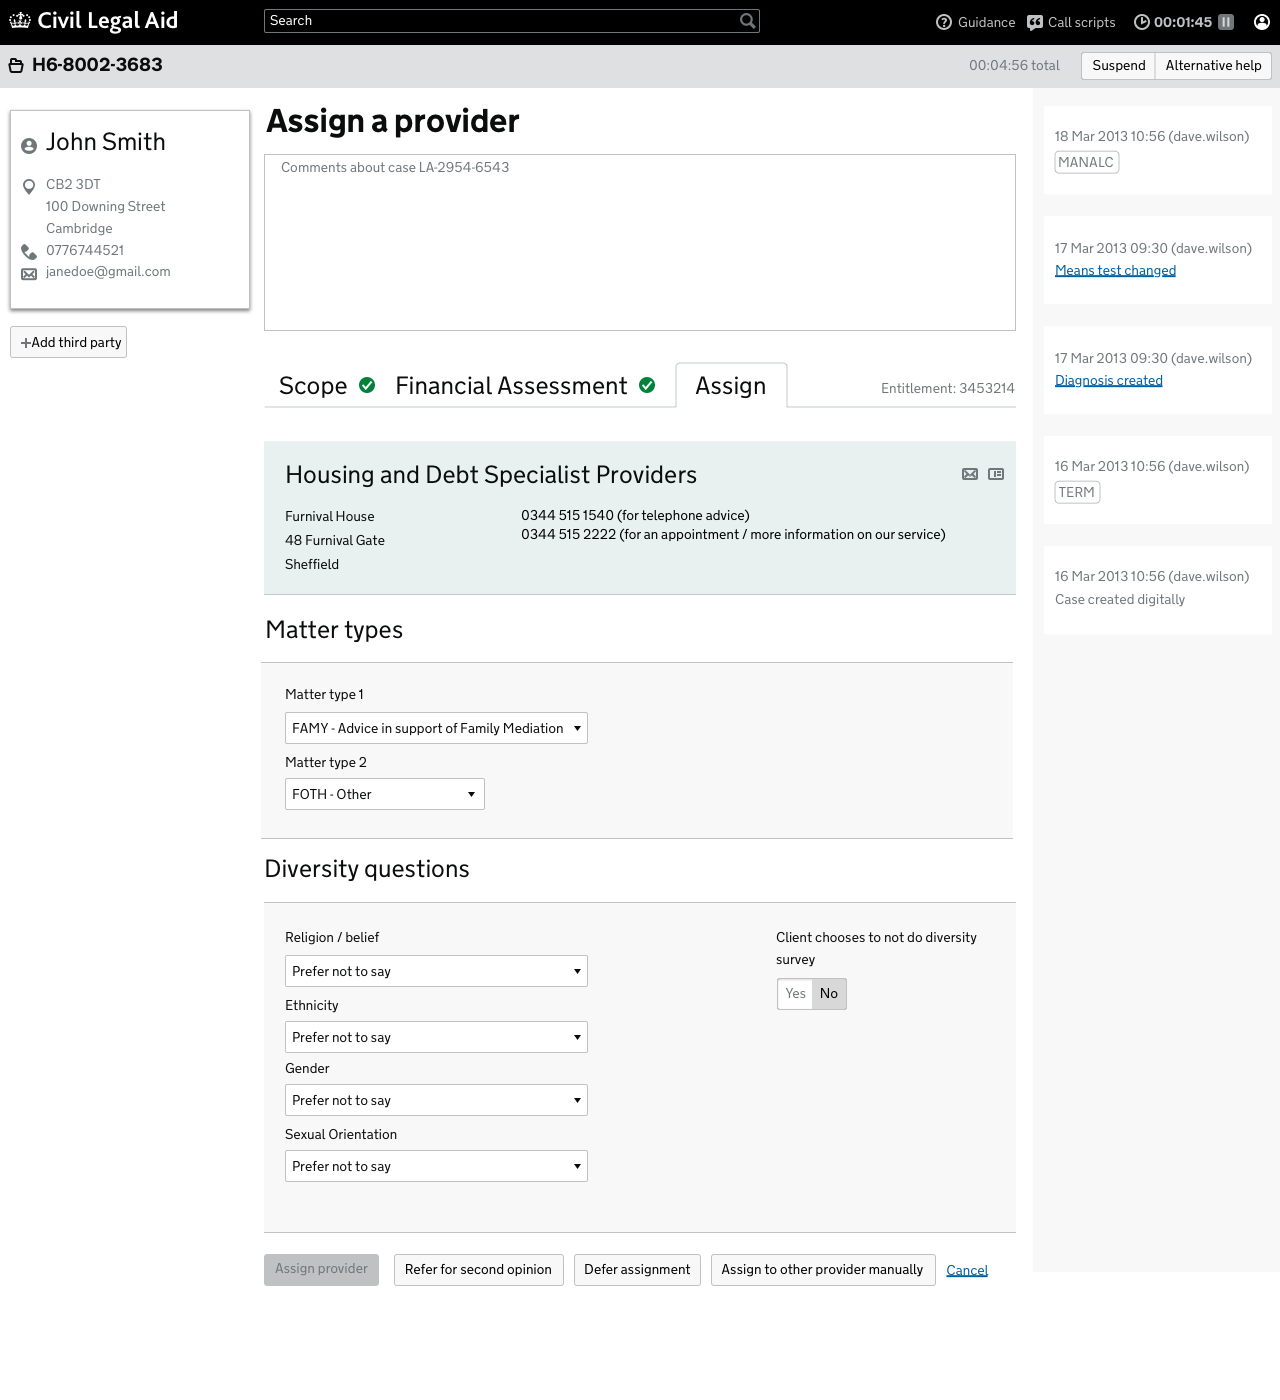 Civil Legal Aid
Search
Guidance
Call scripts
00:01:45
H6-8002-3683
00:04:56 total
Suspend
Alternative help
John Smith
CB2 3DT
100 Downing Street
Cambridge
0776744521
janedoe@gmail.com
+Add third party
Assign a provider
Comments about case LA-2954-6543
Scope
Financial Assessment
Assign
Entitlement: 3453214
Housing and Debt Specialist Providers
Furnival House
48 Furnival Gate
Sheffield
0344 515 1540 (for telephone advice)
0344 515 2222 (for an appointment / more information on our service)
Matter types
Matter type 1
FAMY - Advice in support of Family Mediation
Matter type 2
FOTH - Other
Diversity questions
Religion / belief
Prefer not to say
Ethnicity
Prefer not to say
Gender
Prefer not to say
Sexual Orientation
Prefer not to say
Client chooses to not do diversity
survey
Yes
No
Assign provider
Refer for second opinion
Defer assignment
Assign to other provider manually
Cancel
18 Mar 2013 10:56 (dave.wilson)
MANALC
17 Mar 2013 09:30 (dave.wilson)
Means test changed
17 Mar 2013 09:30 (dave.wilson)
Diagnosis created
16 Mar 2013 10:56 (dave.wilson)
TERM
16 Mar 2013 10:56 (dave.wilson)
Case created digitally